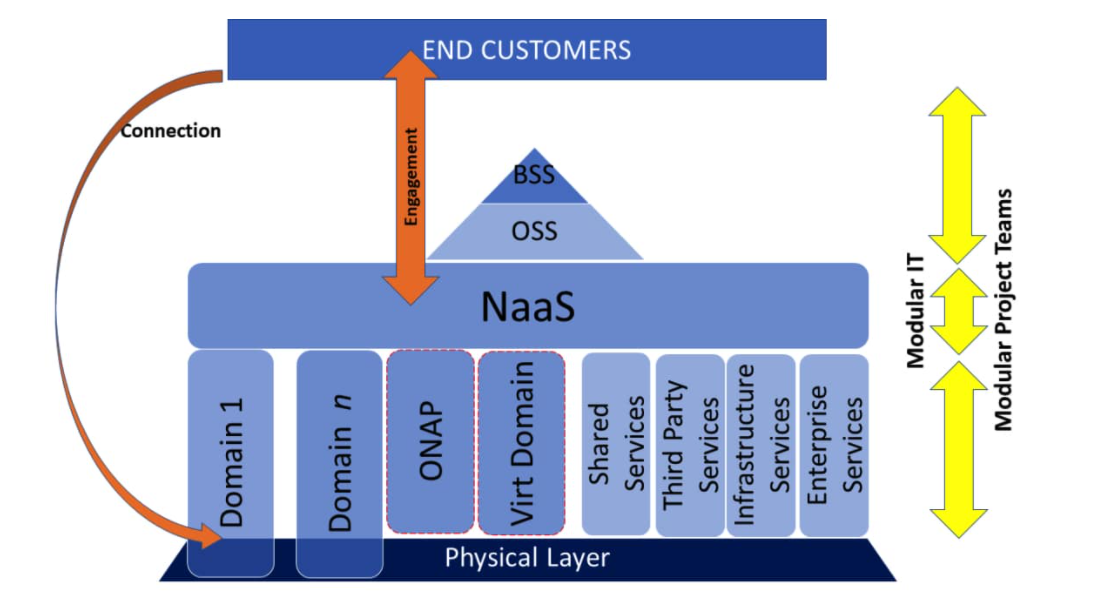 END CUSTOMERS
Connection
Engagement
BSS
OSS
NaaS
Modular IT
Modular Project Teams
Domain 1
Domain n
ONAP
Virt Domain
Shared
Services
Third Party
Services
Infrastructure
Services
Enterprise
Services
Physical Layer